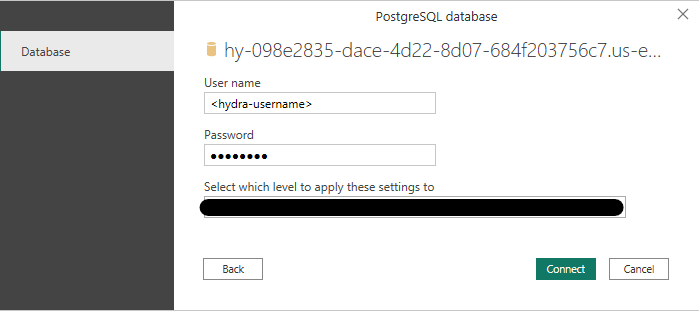 PostgreSQL database
Database
hy-098e2835-dace-4d22-8d07-684f203756c7.us-e...
User name
<hydra-username>
Password
●●●●●●●●
Select which level to apply these settings to
Back
Connect
Cancel